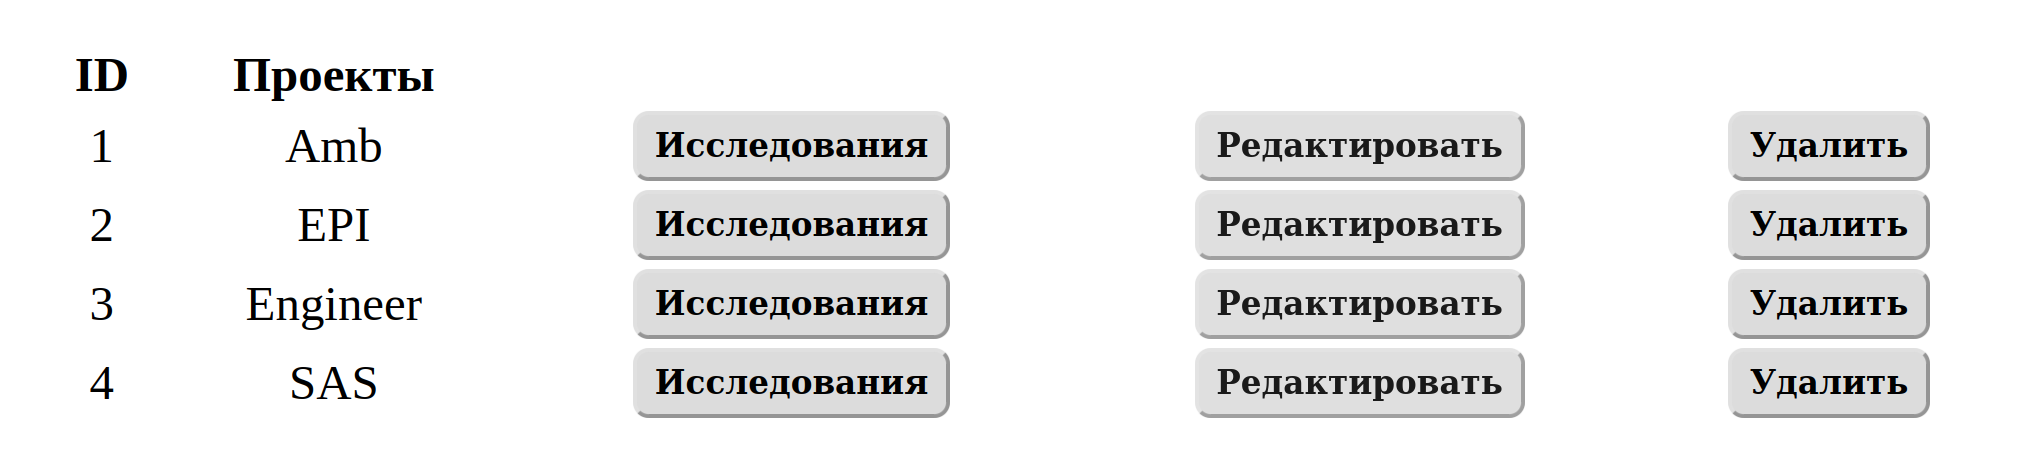 ID Проекты
1 Amb Исследования Редактировать Удалить
2 EPI Исследования Редактировать Удалить
3 Engineer Исследования Редактировать Удалить
4 SAS Исследования Редактировать Удалить